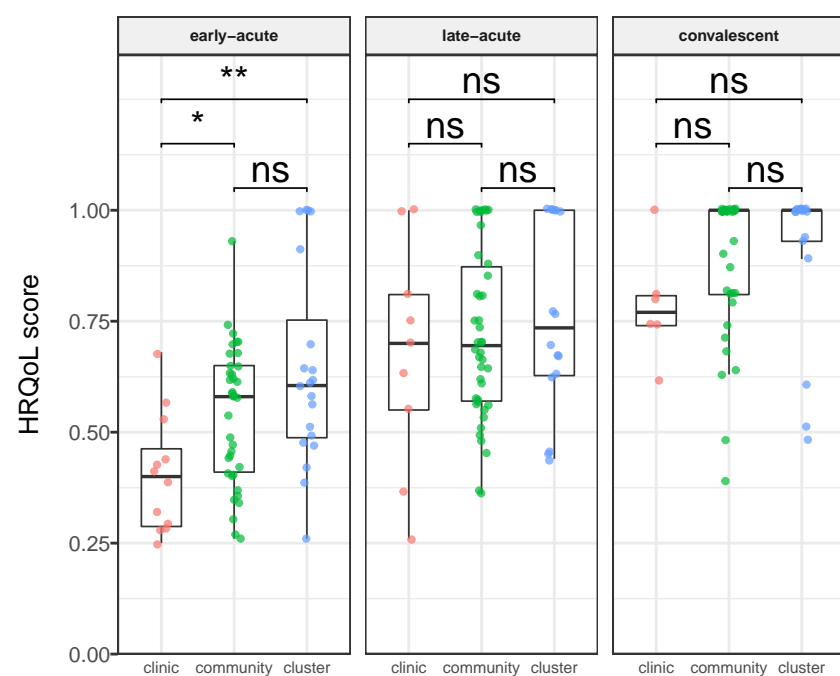 early−acute late−acute convalescent
** ns ns
* ns ns
ns ns ns
1.00
0.75
0.50
0.25
0.00
HRQoL score
clinic community cluster clinic community cluster clinic community cluster